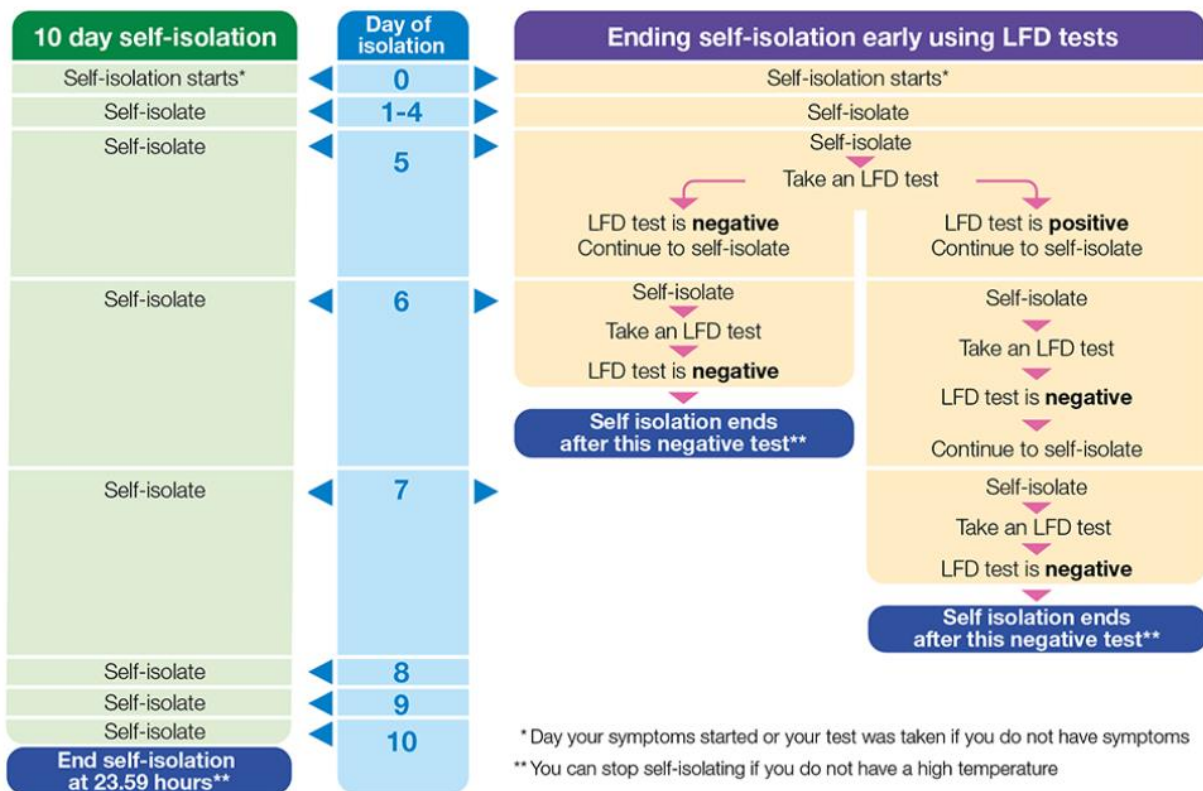 10 day self-isolation
Day of
isolation
Ending self-isolation early using LFD tests
Self-isolation starts*
0
Self-isolation starts*
Self-isolate
1-4
Self-isolate
Self-isolate
5
Self-isolate
Take an LFD test
LFD test is negative
Continue to self-isolate
LFD test is positive
Continue to self-isolate
Self-isolate
6
Self-isolate
Take an LFD test
LFD test is negative
Self isolation ends
after this negative test**
Self-isolate
Take an LFD test
LFD test is negative
Continue to self-isolate
Self-isolate
7
Self-isolate
Take an LFD test
LFD test is negative
Self isolation ends
after this negative test**
Self-isolate
8
Self-isolate
9
Self-isolate
10
End self-isolation
at 23.59 hours**
* Day your symptoms started or your test was taken if you do not have symptoms
** You can stop self-isolating if you do not have a high temperature